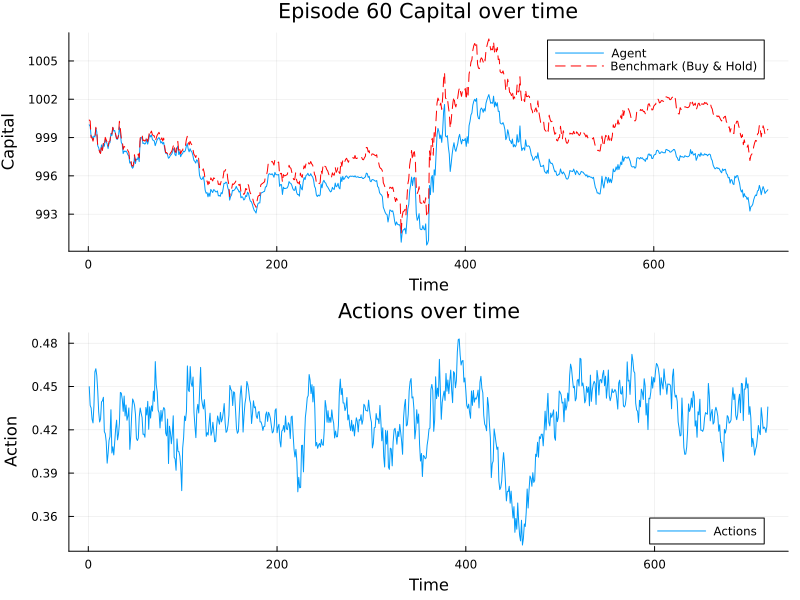 Episode 60 Capital over time
Capital
1005
1002
999
996
993
Agent
Benchmark (Buy & Hold)
0
200
400
600
Time
Actions over time
Action
0.48
0.45
0.42
0.39
0.36
Actions
0
200
400
600
Time